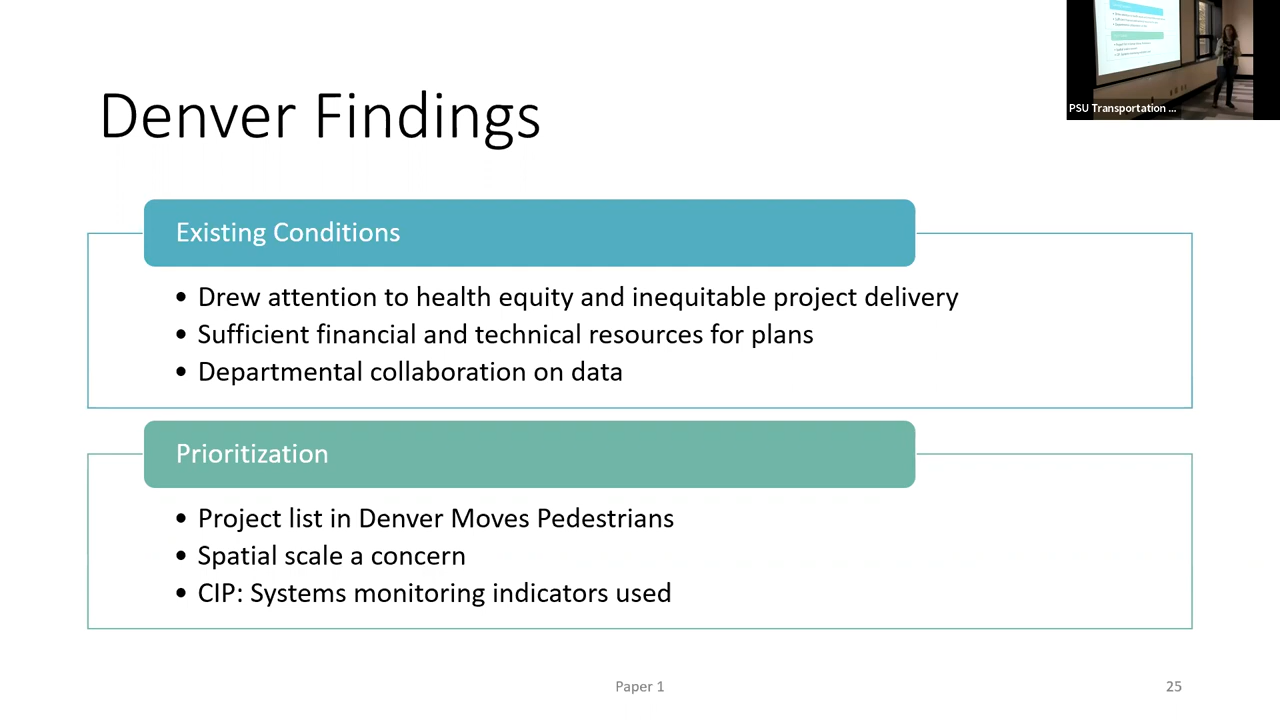 PSU Transportation ...
Denver Findings
Existing Conditions
• Drew attention to health equity and inequitable project delivery
• Sufficient financial and technical resources for plans
• Departmental collaboration on data
Prioritization
• Project list in Denver Moves Pedestrians
• Spatial scale a concern
• CIP: Systems monitoring indicators used
Paper 1
25